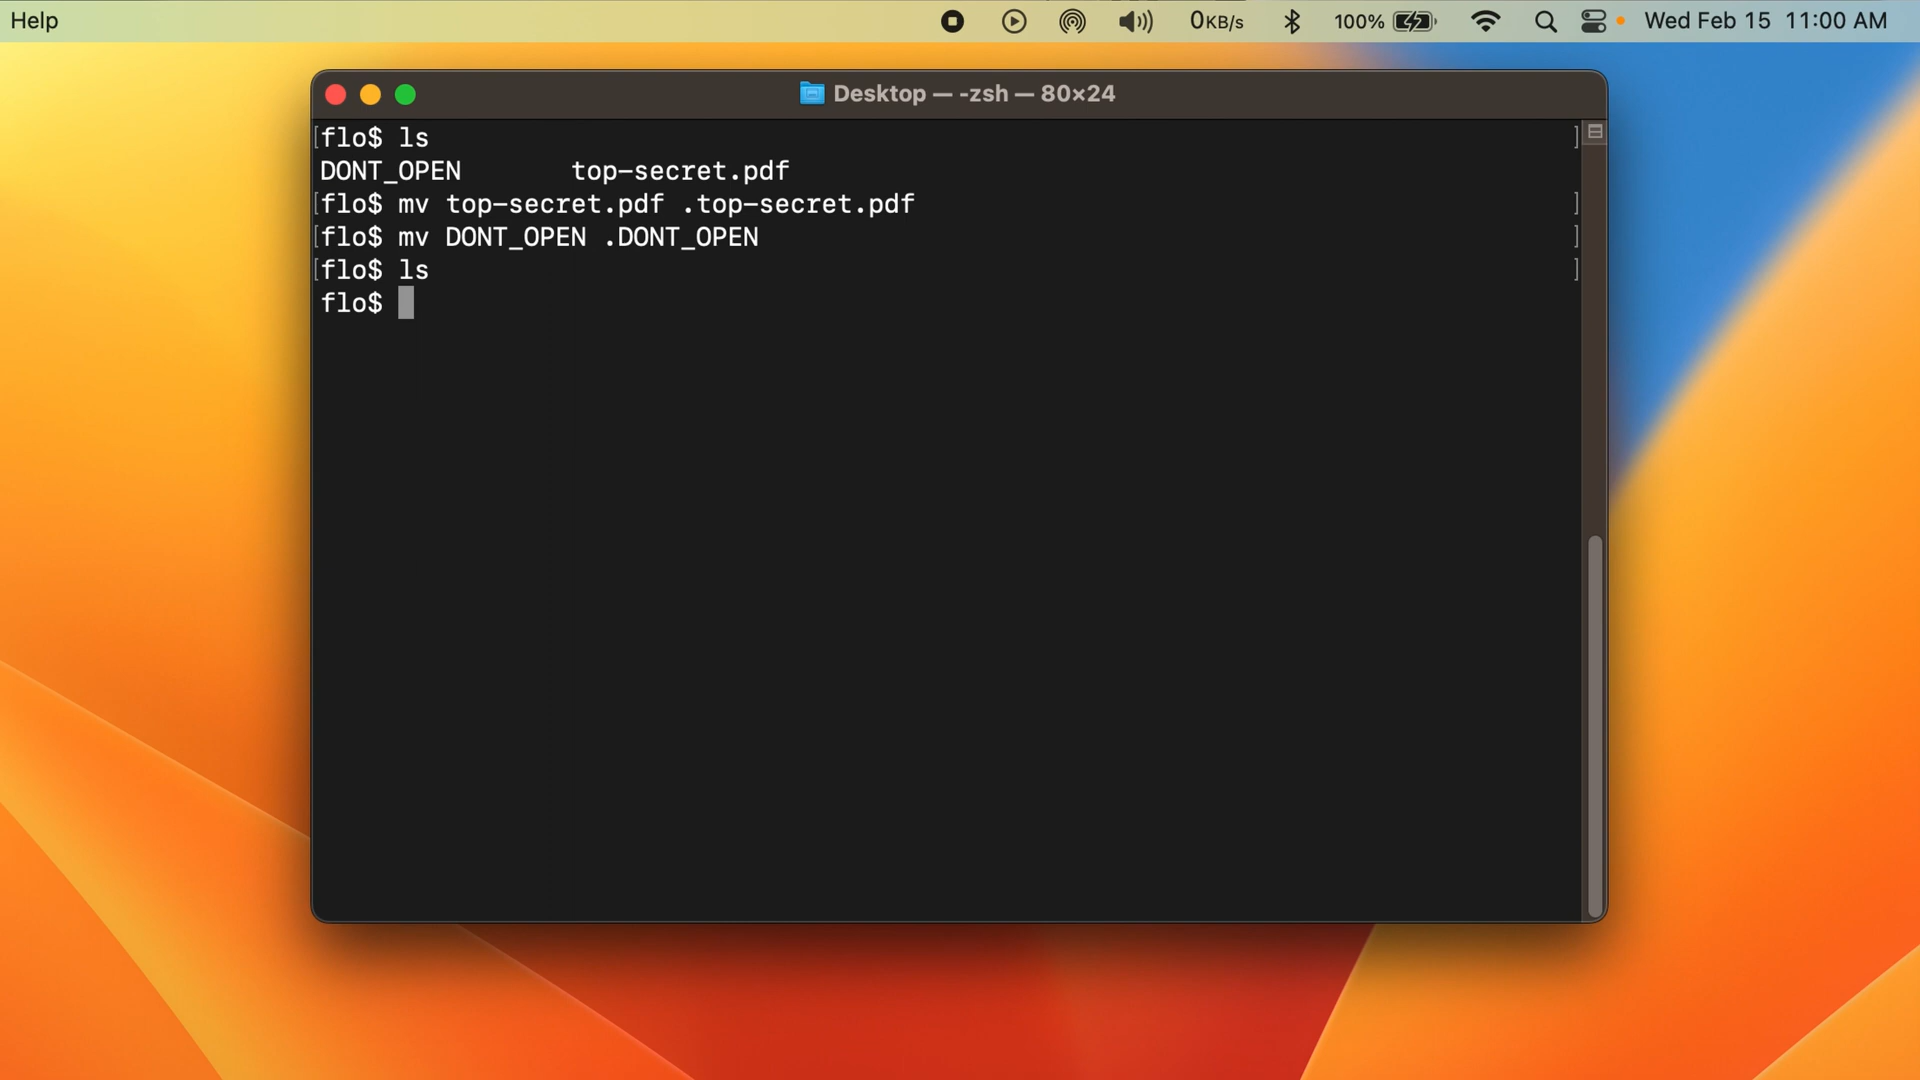 Help 0KB/s 100% Wed Feb 15 11:00 AM
Desktop — -zsh — 80×24
[flo$ ls ]
DONT_OPEN top-secret.pdf
[flo$ mv top-secret.pdf .top-secret.pdf ]
[flo$ mv DONT_OPEN .DONT_OPEN ]
[flo$ ls ]
flo$